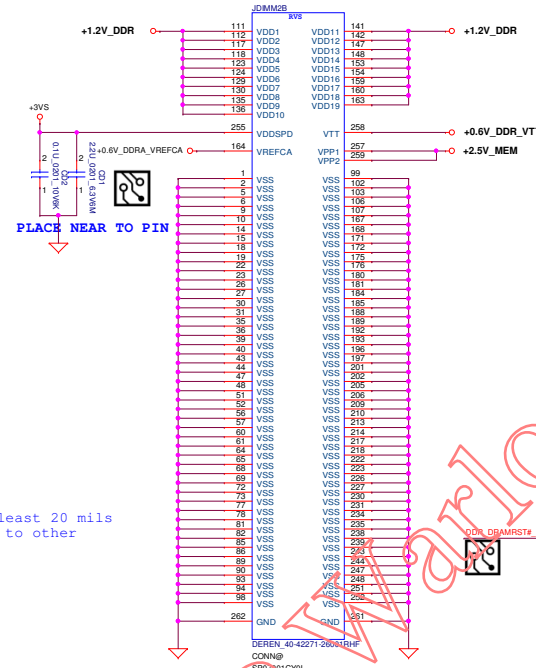 JDIMM2B
RVS
+1.2V_DDR 111 VDD1 VDD11 141 +1.2V_DDR
112 VDD2 VDD12 142
117 VDD3 VDD13 147
118 VDD4 VDD14 148
123 VDD5 VDD15 153
124 VDD6 VDD16 154
129 VDD7 VDD17 159
130 VDD8 VDD18 160
135 VDD9 VDD19 163
136 VDD10
+3VS
255 VDDSPD VTT 258 +0.6V_DDR_VTT
+0.6V_DDRA_VREFCA 164 VREFCA VPP1 257 +2.5V_MEM
VPP2 259
2 2
1 1
0.1U_0201_10V6K
CD2
2.2U_0201_6.3V6M
CD1
PLACE NEAR TO PIN
1 VSS VSS 99
2 VSS VSS 102
5 VSS VSS 103
6 VSS VSS 106
9 VSS VSS 107
10 VSS VSS 167
14 VSS VSS 168
15 VSS VSS 171
18 VSS VSS 172
19 VSS VSS 175
22 VSS VSS 176
23 VSS VSS 180
26 VSS VSS 181
27 VSS VSS 184
30 VSS VSS 185
31 VSS VSS 188
35 VSS VSS 189
36 VSS VSS 192
39 VSS VSS 193
40 VSS VSS 196
43 VSS VSS 197
44 VSS VSS 201
47 VSS VSS 202
48 VSS VSS 205
51 VSS VSS 206
52 VSS VSS 209
56 VSS VSS 210
57 VSS VSS 213
60 VSS VSS 214
61 VSS VSS 217
64 VSS VSS 218
65 VSS VSS 222
68 VSS VSS 223
69 VSS VSS 226
72 VSS VSS 227
73 VSS VSS 230
77 VSS VSS 231
78 VSS VSS 234
81 VSS VSS 235
82 VSS VSS 238
85 VSS VSS 239
86 VSS VSS 243
89 VSS VSS 244
90 VSS VSS 247
93 VSS VSS 248
94 VSS VSS 251
98 VSS VSS 252
262 GND GND 261
least 20 mils
to other
DDR_DRAMRST#
DEREN_40-42271-26001RHF
CONN@